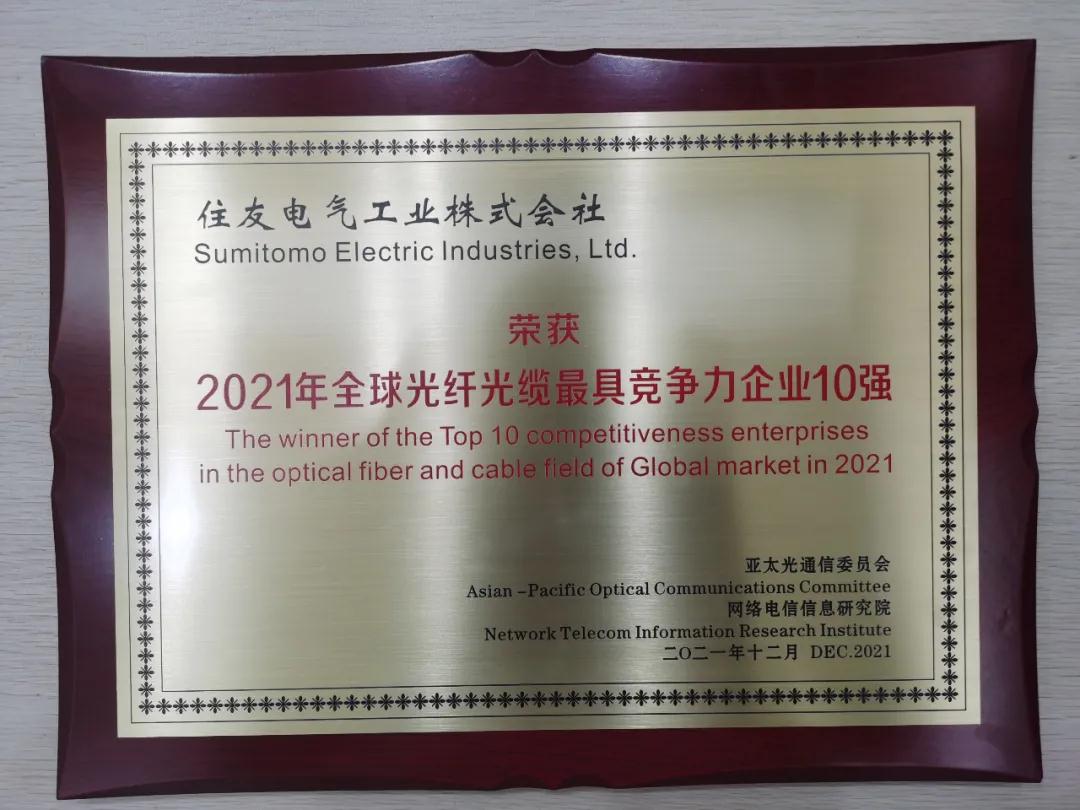 住友电气工业株式会社
Sumitomo Electric Industries, Ltd.
荣获
2021年全球光纤光缆最具竞争力企业10强
The winner of the Top 10 competitiveness enterprises
in the optical fiber and cable field of Global market in 2021
亚太光通信委员会
Asian -Pacific Optical Communications Committee
网络电信信息研究院
Network Telecom Information Research Institute
二〇二一年十二月 DEC.2021